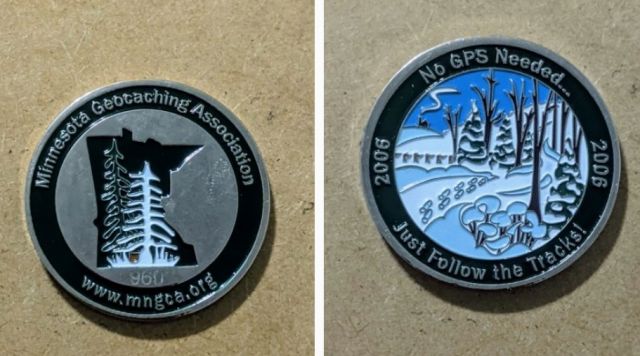 Minnesota Geocaching Association
960
www.mngca.org
No GPS Needed...
2006
2006
Just Follow the Tracks!